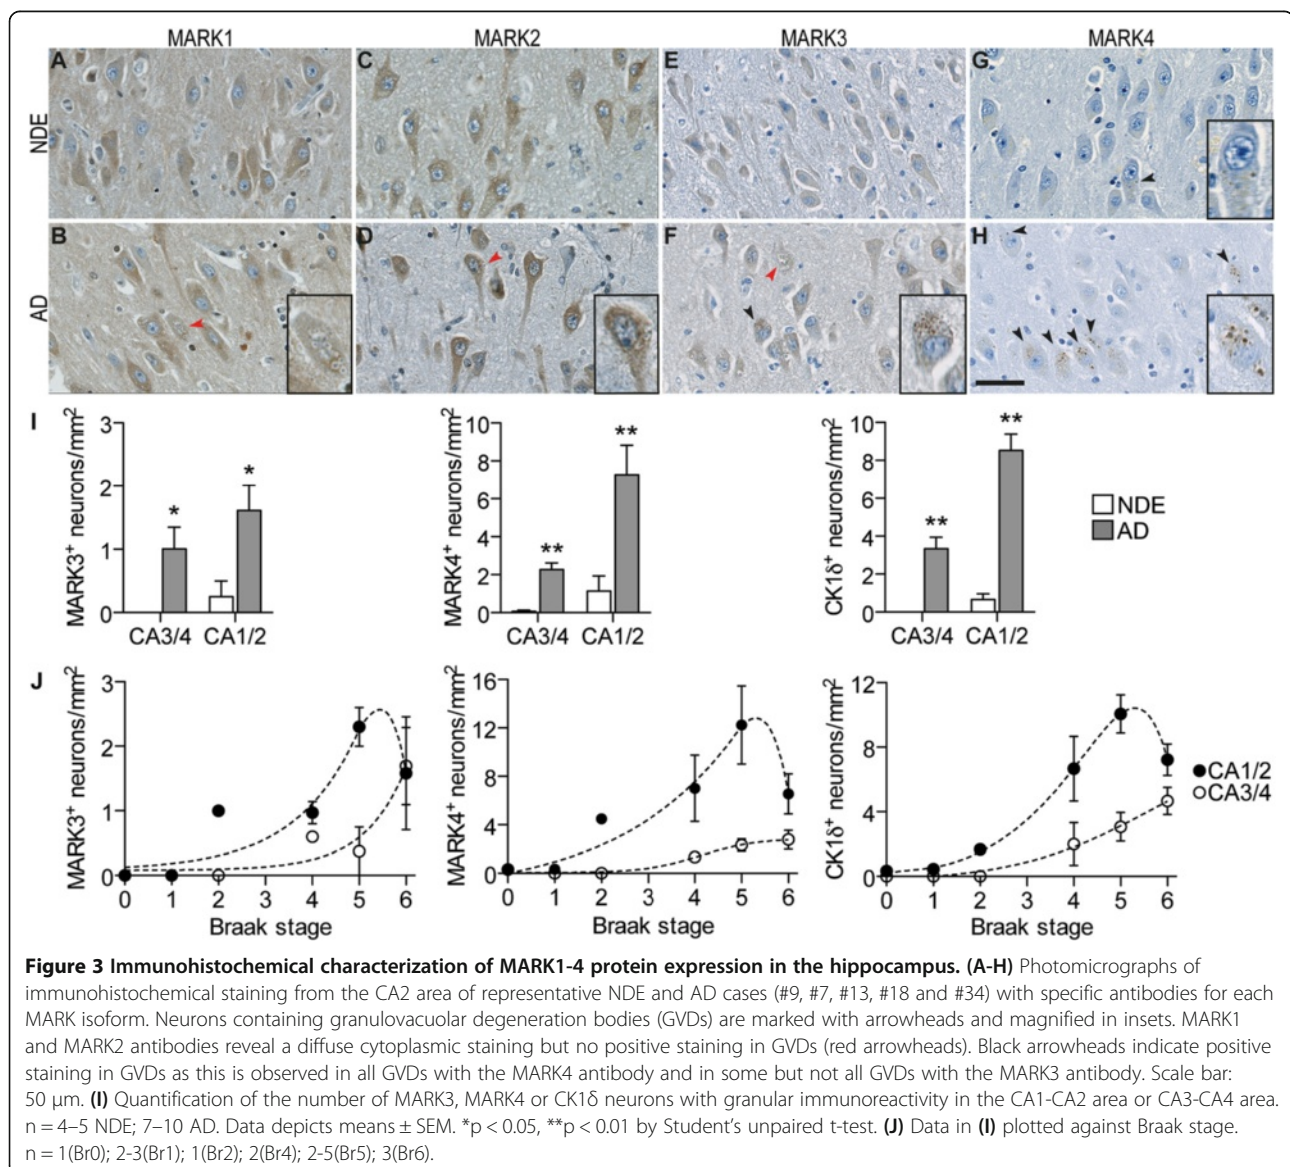 MARK1 MARK2 MARK3 MARK4
NDE
A C E G
AD
B D F H
I
MARK3⁺ neurons/mm²
3
2
1
0
* *
CA3/4 CA1/2
MARK4⁺ neurons/mm²
10
8
6
4
2
0
** **
CA3/4 CA1/2
CK1δ⁺ neurons/mm²
10
8
6
4
2
0
** **
CA3/4 CA1/2
NDE
AD
J
MARK3⁺ neurons/mm²
3
2
1
0
0 1 2 3 4 5 6
Braak stage
MARK4⁺ neurons/mm²
16
12
8
4
0
0 1 2 3 4 5 6
Braak stage
CK1δ⁺ neurons/mm²
12
8
4
0
0 1 2 3 4 5 6
Braak stage
CA1/2
CA3/4
Figure 3 Immunohistochemical characterization of MARK1-4 protein expression in the hippocampus. (A-H) Photomicrographs of
immunohistochemical staining from the CA2 area of representative NDE and AD cases (#9, #7, #13, #18 and #34) with specific antibodies for each
MARK isoform. Neurons containing granulovacuolar degeneration bodies (GVDs) are marked with arrowheads and magnified in insets. MARK1
and MARK2 antibodies reveal a diffuse cytoplasmic staining but no positive staining in GVDs (red arrowheads). Black arrowheads indicate positive
staining in GVDs as this is observed in all GVDs with the MARK4 antibody and in some but not all GVDs with the MARK3 antibody. Scale bar:
50 μm. (I) Quantification of the number of MARK3, MARK4 or CK1δ neurons with granular immunoreactivity in the CA1-CA2 area or CA3-CA4 area.
n = 4–5 NDE; 7–10 AD. Data depicts means ± SEM. *p < 0.05, **p < 0.01 by Student's unpaired t-test. (J) Data in (I) plotted against Braak stage.
n = 1(Br0); 2-3(Br1); 1(Br2); 2(Br4); 2-5(Br5); 3(Br6).